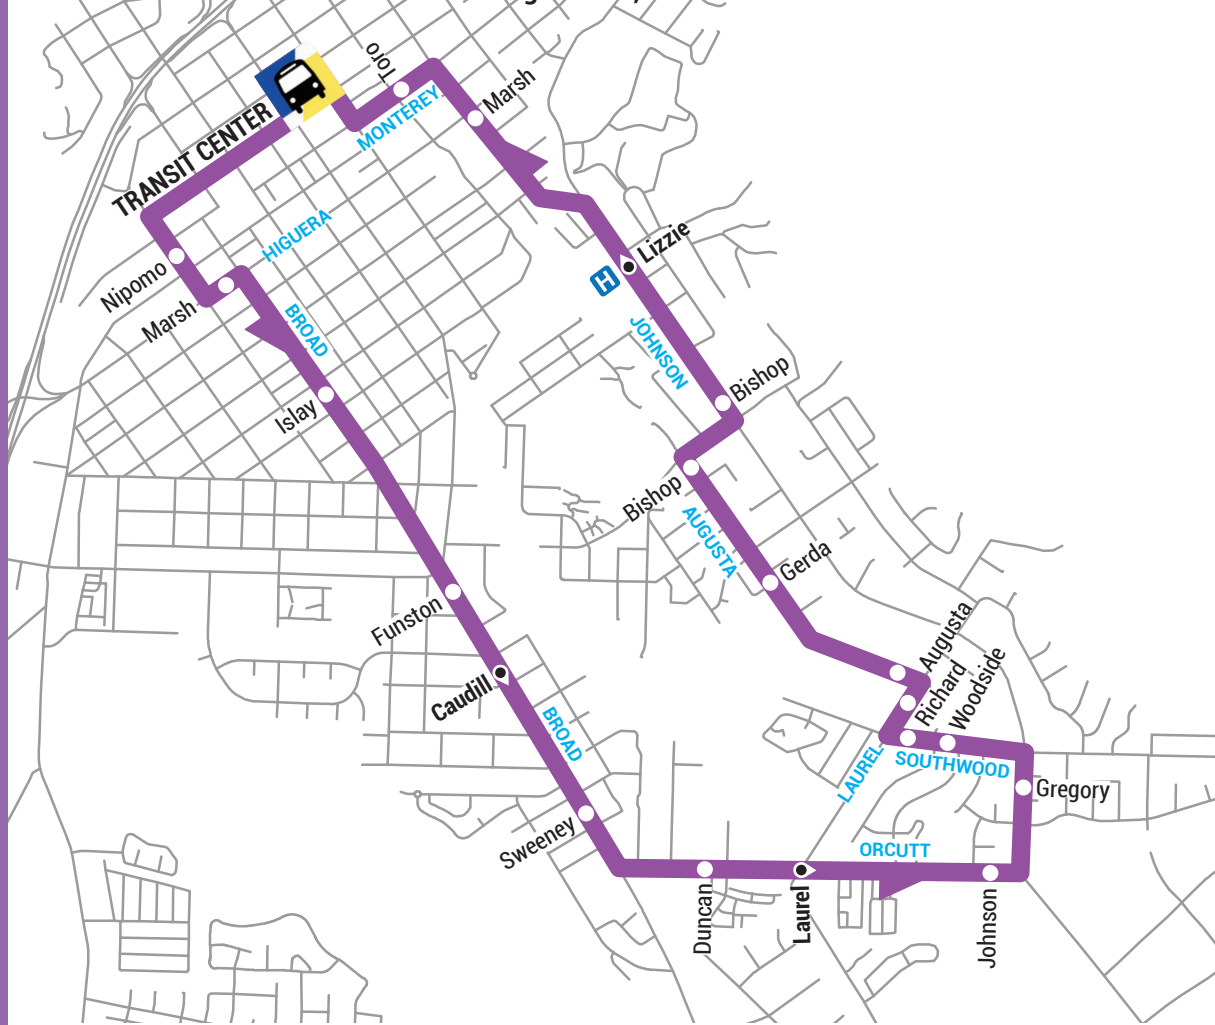 Toro
Marsh
MONTEREY
TRANSIT CENTER
HIGUERA
Lizzie
H
Nipomo
Marsh
BROAD
JOHNSON
Bishop
Islay
Bishop
AUGUSTA
Gerda
Funston
Augusta
Richard
Woodside
Caudill
BROAD
LAUREL
SOUTHWOOD
Gregory
Sweeney
ORCUTT
Duncan
Laurel
Johnson